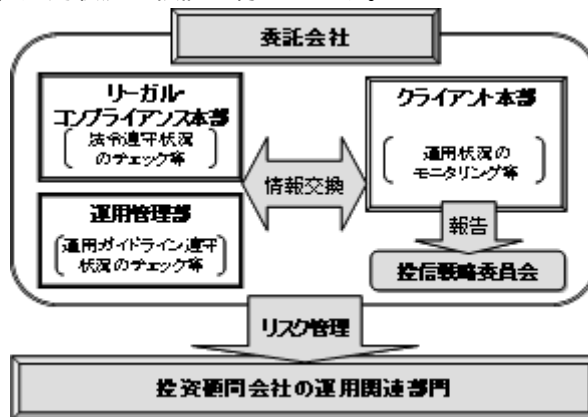 委託会社
リーガル・
コンプライアンス本部
法令遵守状況
のチェック等
運用管理部
運用ガイドライン遵守
状況のチェック等
情報交換
クライアント本部
運用状況の
モニタリング等
報告
投信戦略委員会
リスク管理
投資顧問会社の運用関連部門